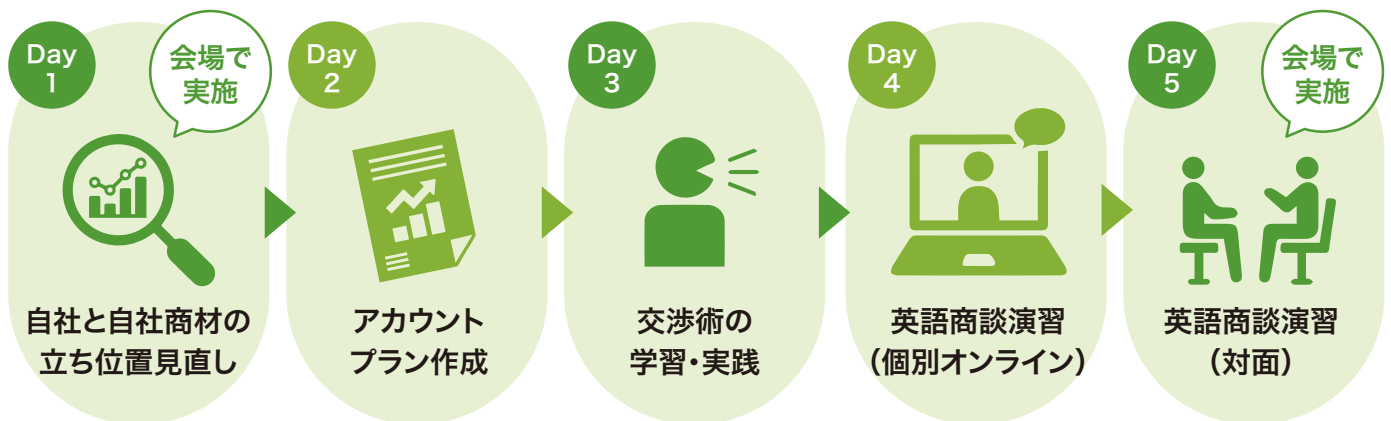 Day
1
会場で
実施
自社と自社商材の
立ち位置見直し
Day
2
アカウント
プラン作成
Day
3
交渉術の
学習・実践
Day
4
英語商談演習
（個別オンライン）
Day
5
会場で
実施
英語商談演習
（対面）